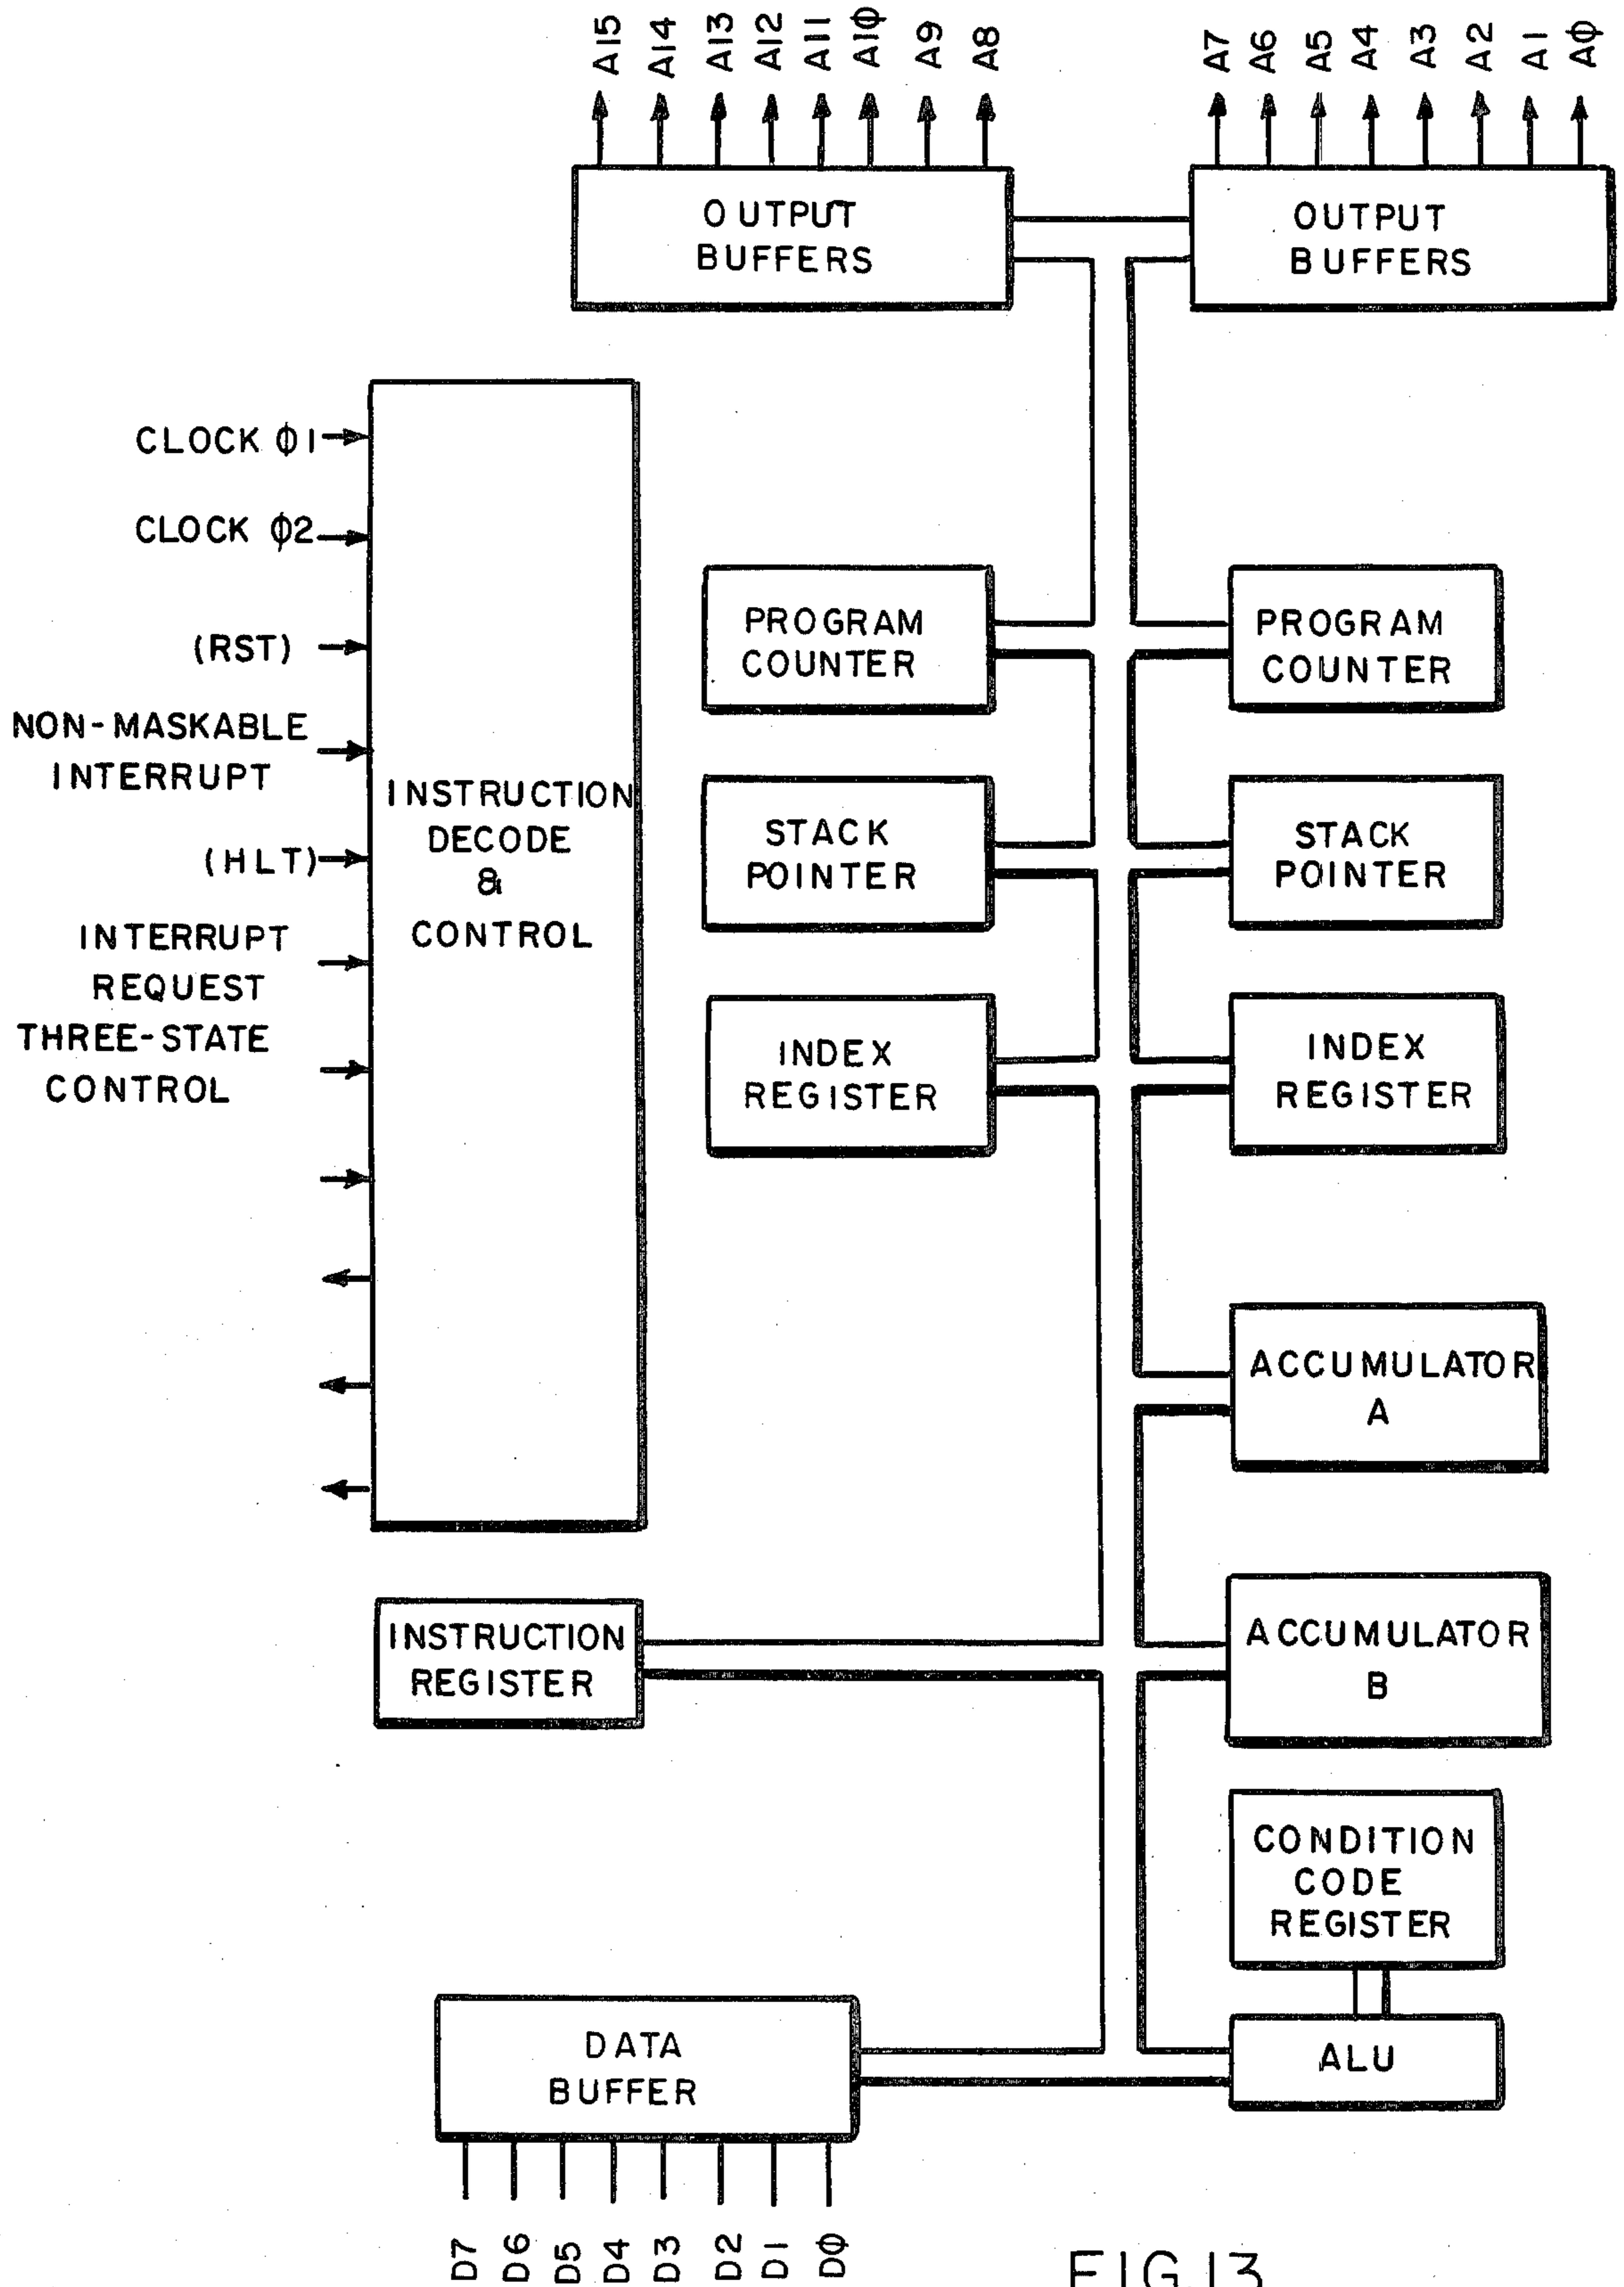 A15 A14 A13 A12 A11 A1ϕ A9 A8 A7 A6 A5 A4 A3 A2 A1 Aϕ
OUTPUT
BUFFERS
OUTPUT
BUFFERS
CLOCK ϕ1
CLOCK ϕ2
(RST)
NON-MASKABLE
INTERRUPT
(HLT)
INTERRUPT
REQUEST
THREE-STATE
CONTROL
INSTRUCTION
DECODE
&
CONTROL
PROGRAM
COUNTER
PROGRAM
COUNTER
STACK
POINTER
STACK
POINTER
INDEX
REGISTER
INDEX
REGISTER
ACCUMULATOR
A
INSTRUCTION
REGISTER
ACCUMULATOR
B
CONDITION
CODE
REGISTER
DATA
BUFFER
ALU
D7 D6 D5 D4 D3 D2 D1 Dϕ
FIG.13